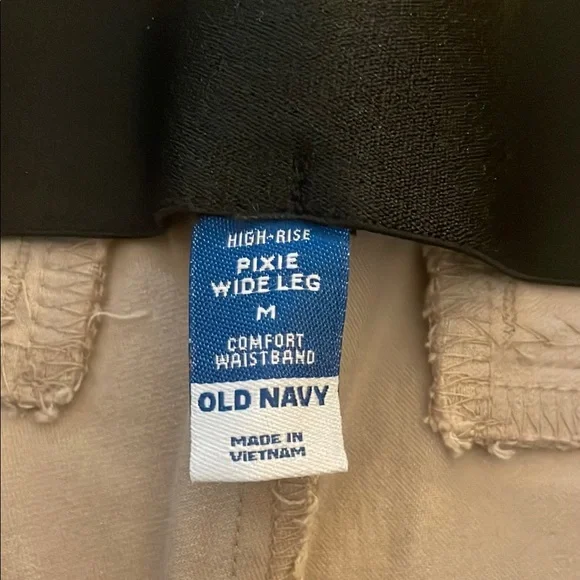 HIGH-RISE
PIXIE
WIDE LEG
M
COMFORT
WAISTBAND
OLD NAVY
MADE IN
VIETNAM